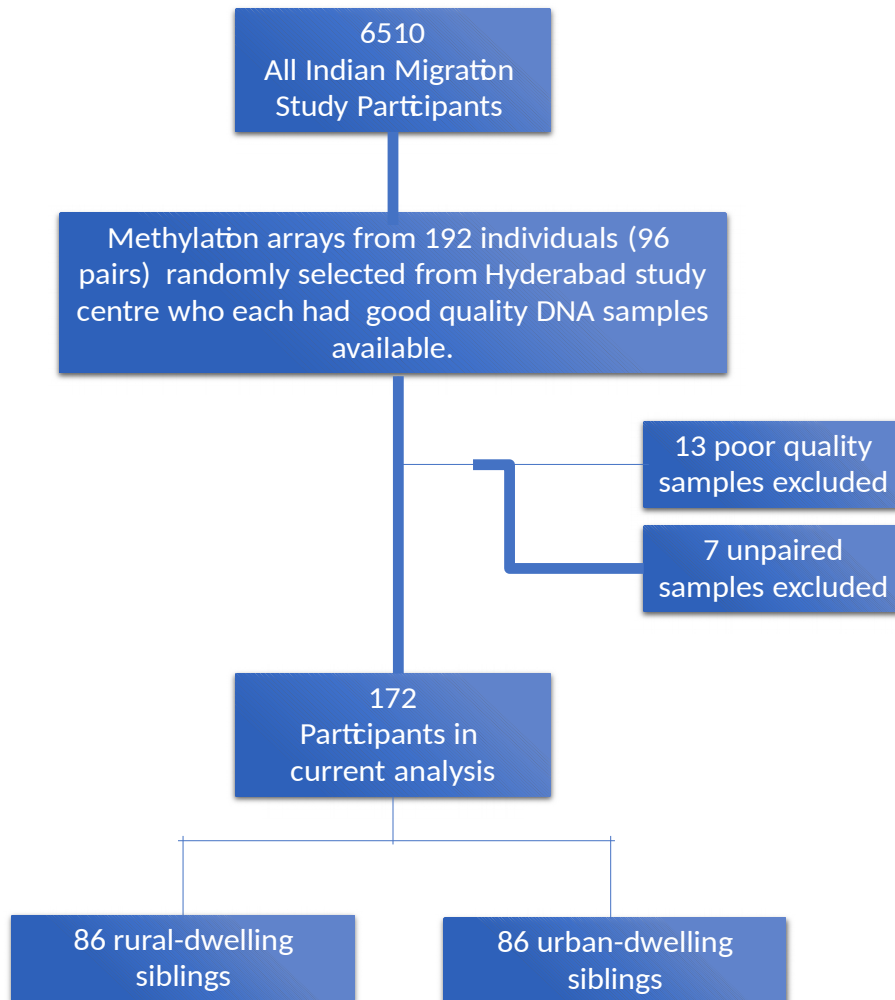 6510
All Indian Migration
Study Participants
Methylation arrays from 192 individuals (96
pairs) randomly selected from Hyderabad study
centre who each had good quality DNA samples
available.
13 poor quality
samples excluded
7 unpaired
samples excluded
172
Participants in
current analysis
86 rural-dwelling
siblings
86 urban-dwelling
siblings